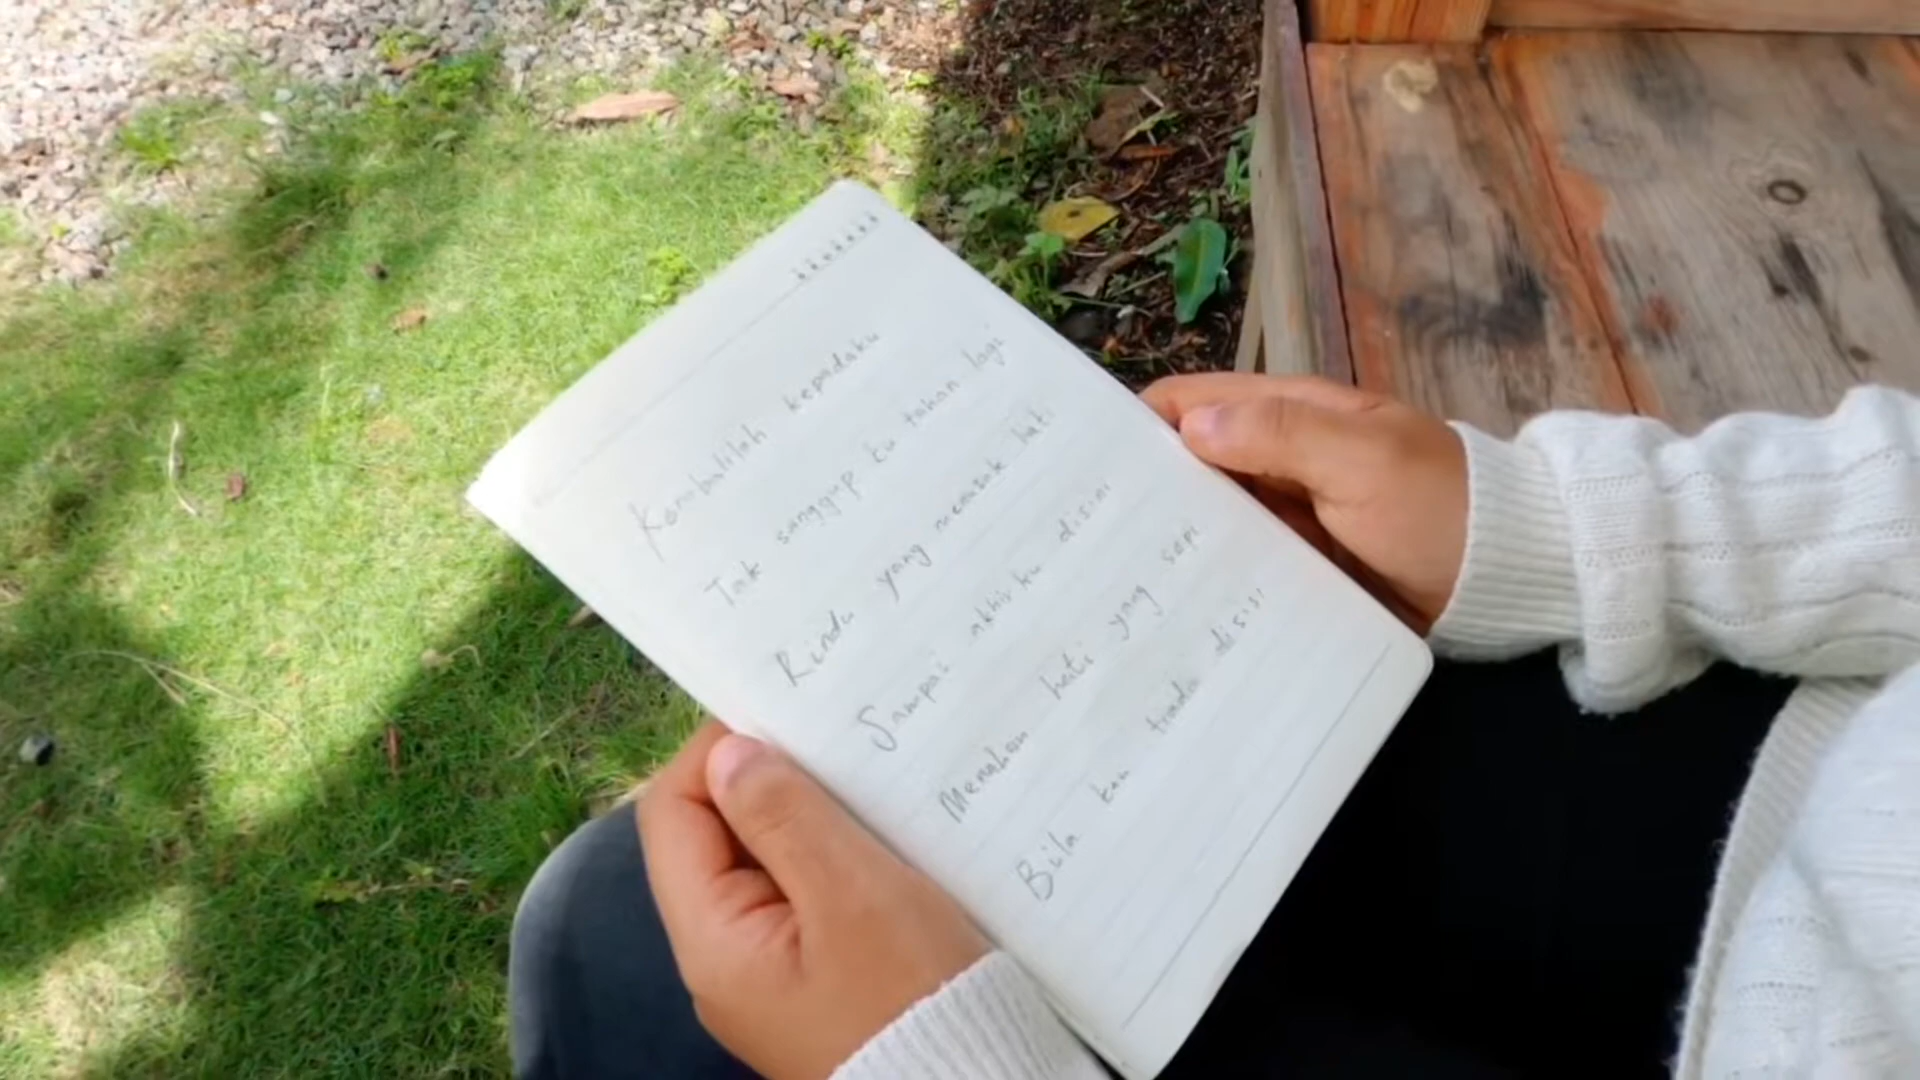 Kembalilah kepadaku
Tak sanggup ku tahan lagi
Rindu yang menusuk hati
Sampai akhirku disini
Menahan hati yang sepi
Bila kau tiada disisi